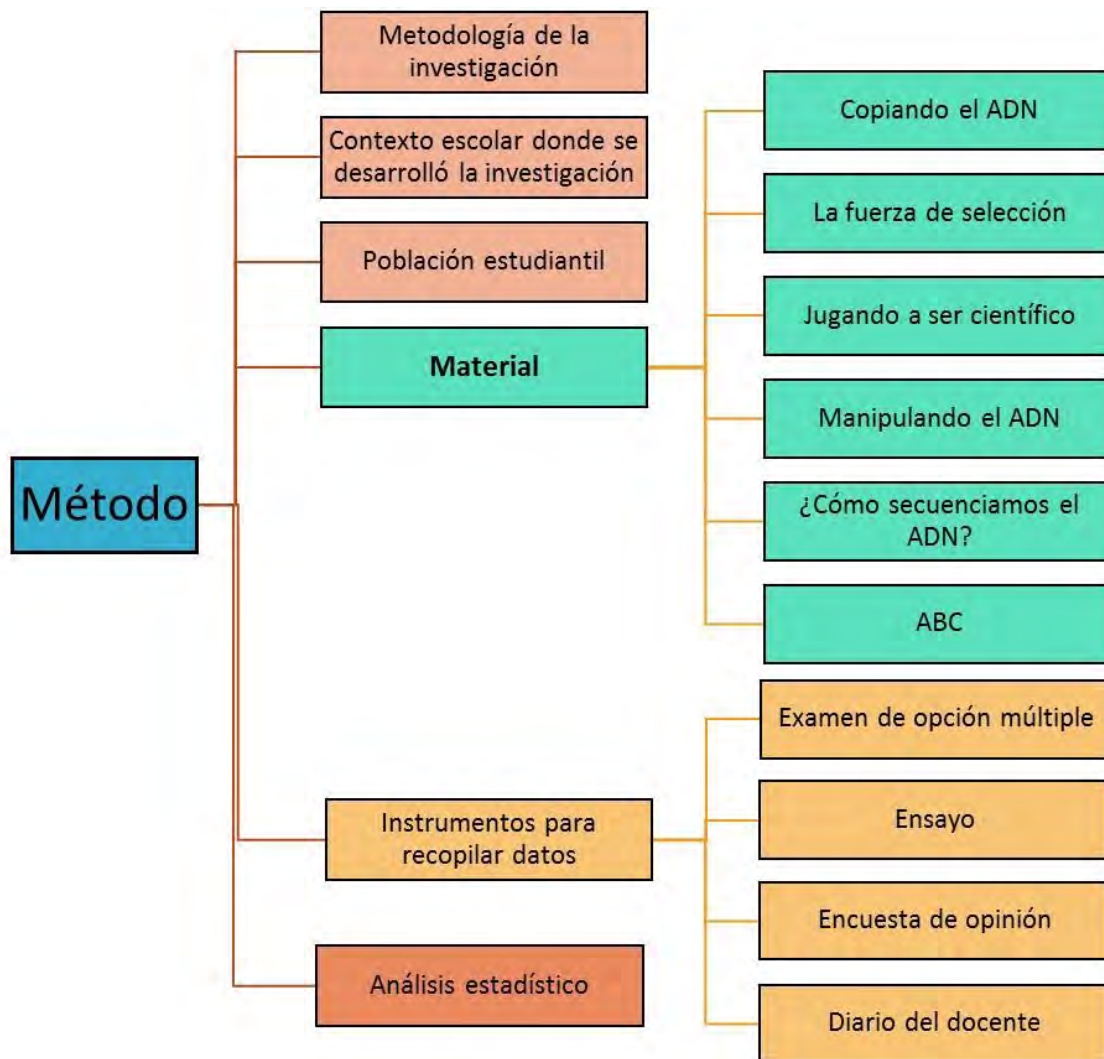 Método
Metodología de la
investigación
Contexto escolar donde se
desarrolló la investigación
Población estudiantil
Material
Copiando el ADN
La fuerza de selección
Jugando a ser científico
Manipulando el ADN
¿Cómo secuenciamos el
ADN?
ABC
Instrumentos para
recopilar datos
Examen de opción múltiple
Ensayo
Encuesta de opinión
Diario del docente
Análisis estadístico